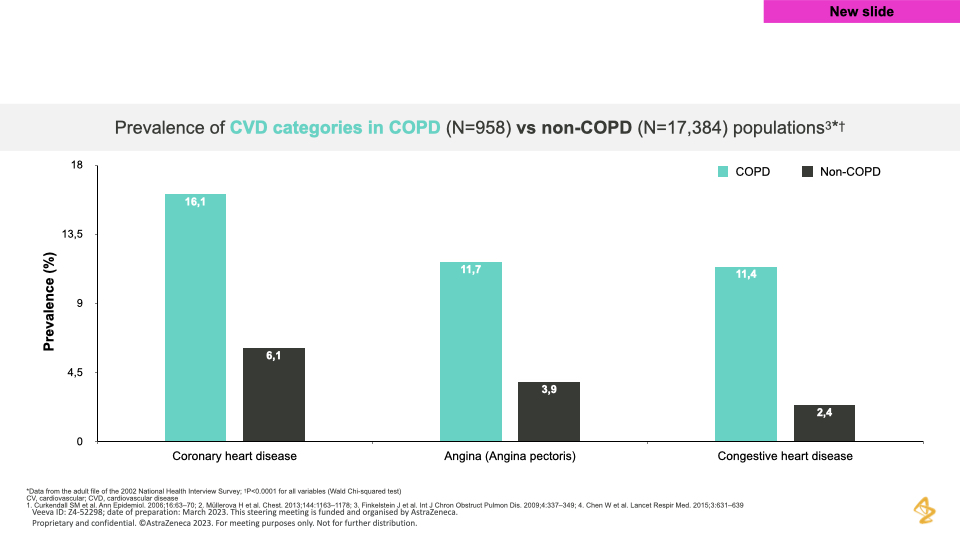 New slide
Prevalence of CVD categories in COPD (N=958) vs non-COPD (N=17,384) populations³*†
COPD
Non-COPD
Prevalence (%)
18
13,5
9
4,5
0
16,1
6,1
11,7
3,9
11,4
2,4
Coronary heart disease
Angina (Angina pectoris)
Congestive heart disease
*Data from the adult file of the 2002 National Health Interview Survey; †P<0.0001 for all variables (Wald Chi-squared test)
CV, cardiovascular; CVD, cardiovascular disease
1. Curkendall SM et al. Ann Epidemiol. 2006;16:63–70; 2. Müllerova H et al. Chest. 2013;144:1163–1178; 3, Finkelstein J et al. Int J Chron Obstruct Pulmon Dis. 2009;4:337–349; 4. Chen W et al. Lancet Respir Med. 2015;3:631–639
Veeva ID: Z4-52298; date of preparation: March 2023. This steering meeting is funded and organised by AstraZeneca.
Proprietary and confidential. ©AstraZeneca 2023. For meeting purposes only. Not for further distribution.